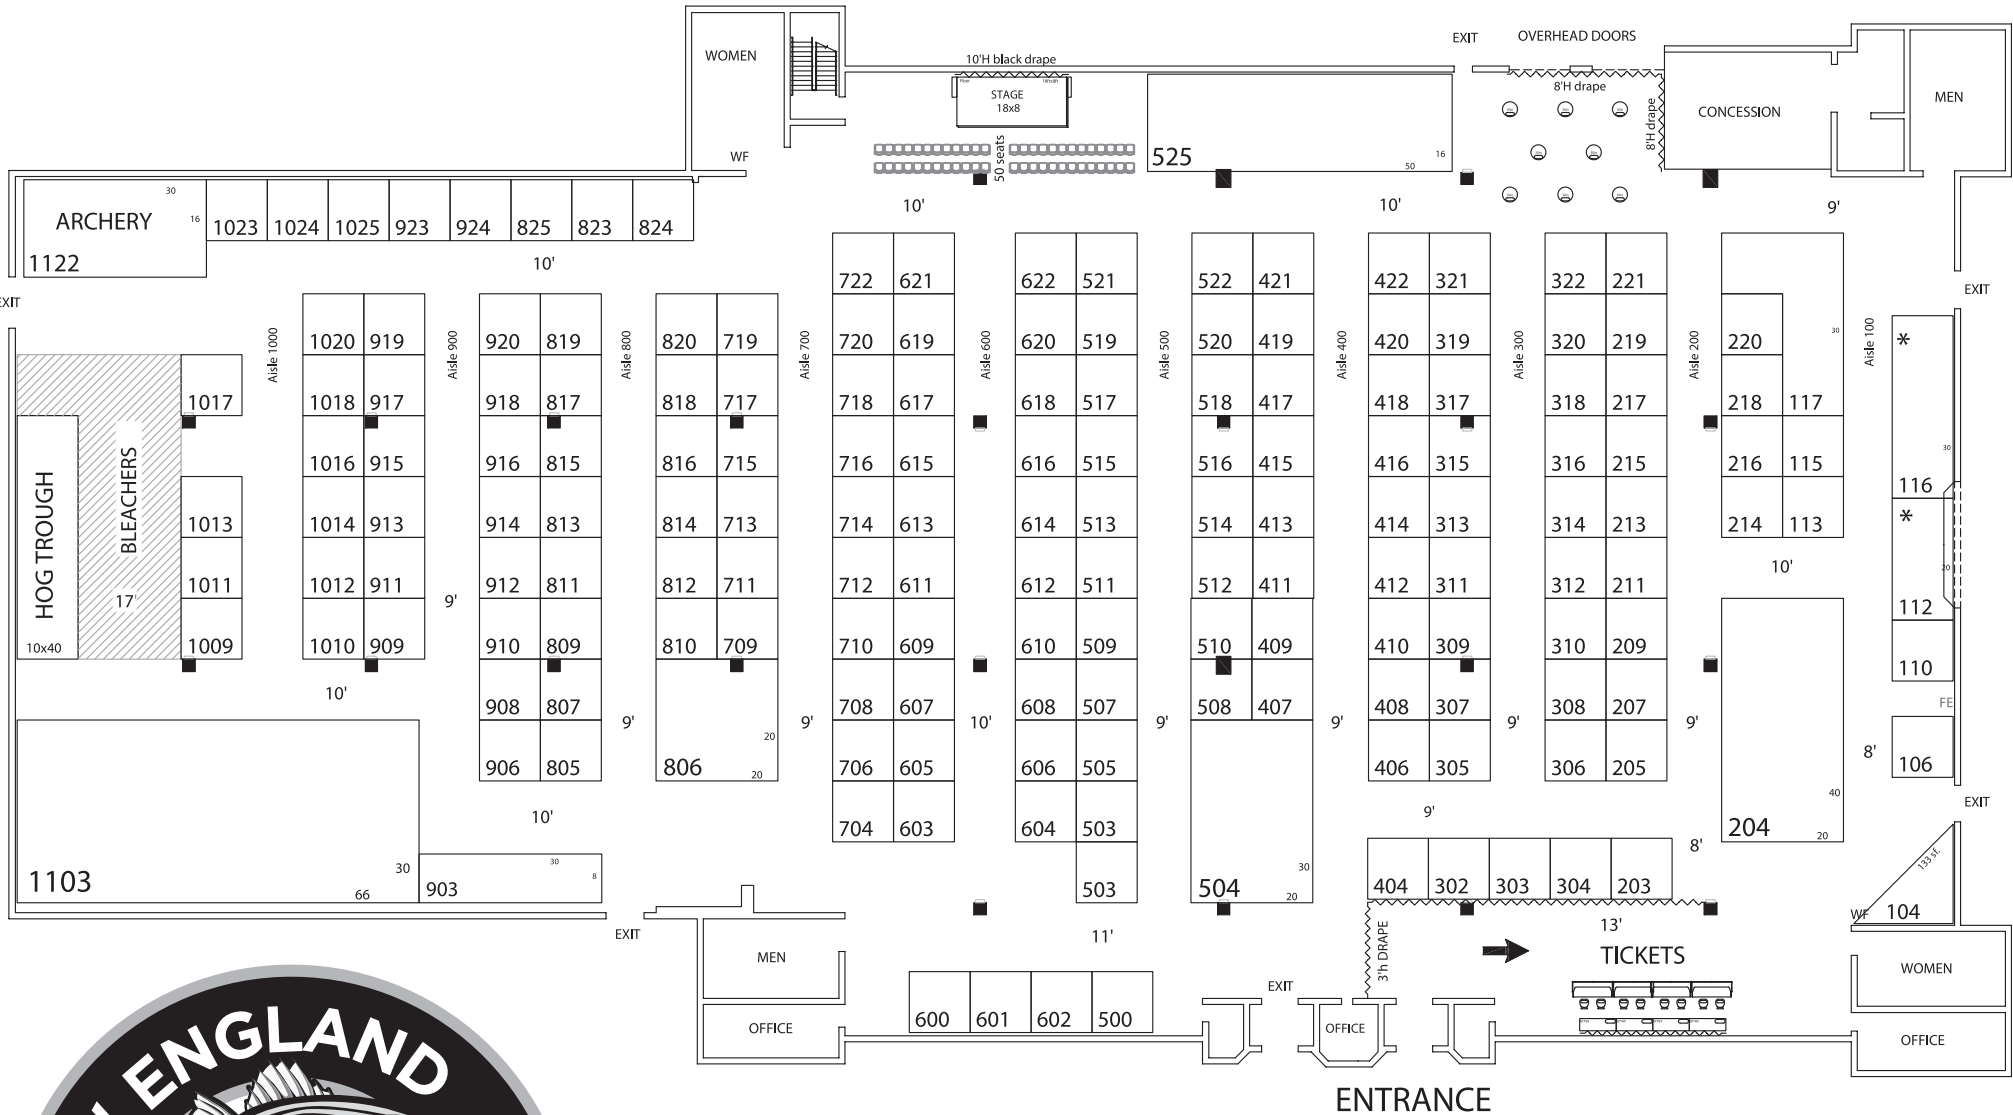 EXIT OVERHEAD DOORS
WOMEN
10'H black drape
STAGE
18x8
8'H drape
8'H drape
CONCESSION
MEN
WF
50 seats
525 50 16
30
ARCHERY 16
1122
1023 1024 1025 923 924 825 823 824
10' 10' 9'
10'
EXIT EXIT
722 621 622 521 522 421 422 321 322 221
Aisle 1000 Aisle 900 Aisle 800 Aisle 700 Aisle 600 Aisle 500 Aisle 400 Aisle 300 Aisle 200 Aisle 100
1020 919 920 819 820 719 720 619 620 519 520 419 420 319 320 219 220 30 *
1017 1018 917 918 817 818 717 718 617 618 517 518 417 418 317 318 217 218 117
1016 915 916 815 816 715 716 615 616 515 516 415 416 315 316 215 216 115 30 116
HOG TROUGH
10x40
BLEACHERS
17'
1013 1014 913 914 813 814 713 714 613 614 513 514 413 414 313 314 213 214 113 *
1011 1012 911 912 811 812 711 712 611 612 511 512 411 412 311 312 211 10' 20 112
9'
1009 1010 909 910 809 810 709 710 609 610 509 510 409 410 309 310 209 110
10'
FE
908 807 708 607 608 507 508 407 408 307 308 207
9' 9' 10' 9' 9' 9' 9' 8'
906 805 806 20 20 706 605 606 505 406 305 306 205 106
EXIT
10' 9'
704 603 604 503 204 40 20
8'
133 sf.
1103 66 30
903 30 8
503 504 30 20
404 302 303 304 203
WF 104
EXIT
11' 13'
3'h DRAPE
TICKETS
MEN
WOMEN
EXIT
600 601 602 500
OFFICE
OFFICE
OFFICE
ENTRANCE
ENGLAND